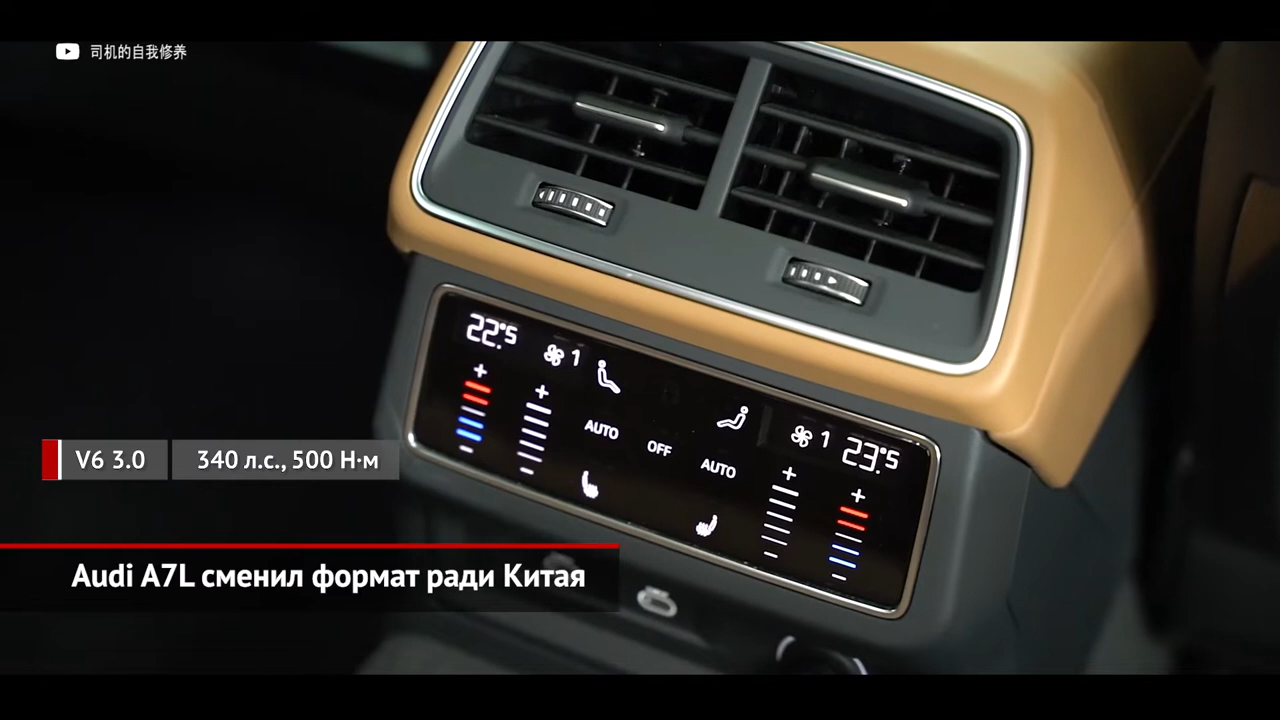 司机的自我修养
22.°5
1
AUTO
OFF
AUTO
1
23.°5
V6 3.0
340 л.с., 500 Н·м
Audi A7L сменил формат ради Китая